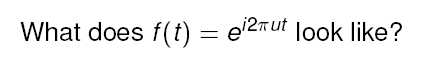 What does f(t) = e^{i2πut} look like?